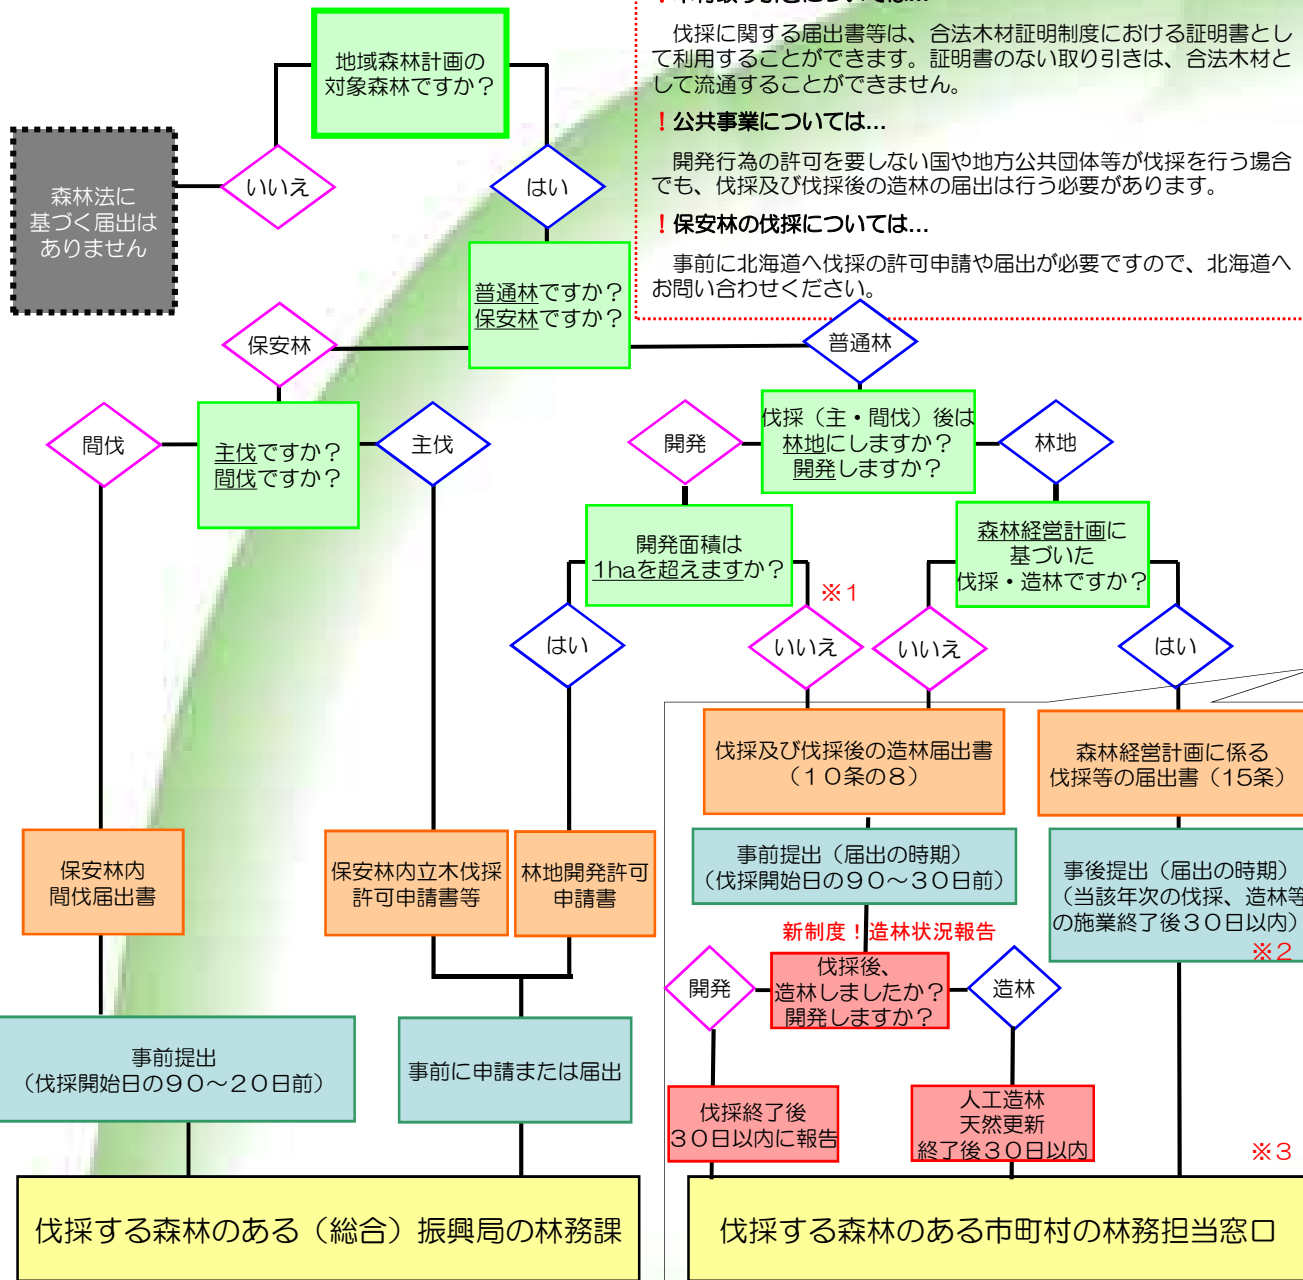 伐採に関する届出書等は、合法木材証明制度における証明書とし
て利用することができます。証明書のない取り引きは、合法木材と
して流通することができません。
！公共事業については…
開発行為の許可を要しない国や地方公共団体等が伐採を行う場合
でも、伐採及び伐採後の造林の届出は行う必要があります。
！保安林の伐採については…
事前に北海道へ伐採の許可申請や届出が必要ですので、北海道へ
お問い合わせください。
地域森林計画の
対象森林ですか？
いいえ
はい
森林法に
基づく届出は
ありません
普通林ですか？
保安林ですか？
保安林
普通林
間伐
主伐ですか？
間伐ですか？
主伐
開発
伐採（主・間伐）後は
林地にしますか？
開発しますか？
林地
開発面積は
1haを超えますか？
※1
森林経営計画に
基づいた
伐採・造林ですか？
はい
いいえ
いいえ
はい
伐採及び伐採後の造林届出書
（１０条の８）
森林経営計画に係る
伐採等の届出書（15条）
保安林内
間伐届出書
保安林内立木伐採
許可申請書等
林地開発許可
申請書
事前提出（届出の時期）
（伐採開始日の９０～３０日前）
事後提出（届出の時期）
（当該年次の伐採、造林等
の施業終了後３０日以内）
※2
新制度！造林状況報告
開発
伐採後、
造林しましたか？
開発しますか？
造林
事前提出
（伐採開始日の９０～２０日前）
事前に申請または届出
伐採終了後
３０日以内に報告
人工造林
天然更新
終了後３０日以内
※3
伐採する森林のある（総合）振興局の林務課
伐採する森林のある市町村の林務担当窓口